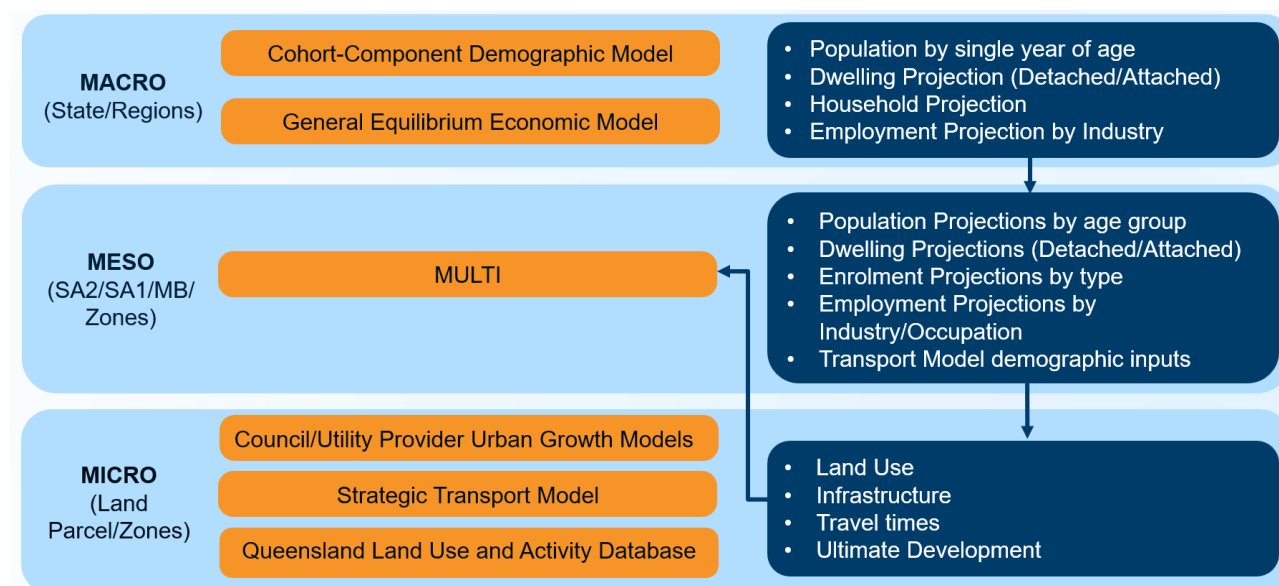 MACRO
(State/Regions)
Cohort-Component Demographic Model
General Equilibrium Economic Model
• Population by single year of age
• Dwelling Projection (Detached/Attached)
• Household Projection
• Employment Projection by Industry
MESO
(SA2/SA1/MB/
Zones)
MULTI
• Population Projections by age group
• Dwelling Projections (Detached/Attached)
• Enrolment Projections by type
• Employment Projections by
Industry/Occupation
• Transport Model demographic inputs
MICRO
(Land
Parcel/Zones)
Council/Utility Provider Urban Growth Models
Strategic Transport Model
Queensland Land Use and Activity Database
• Land Use
• Infrastructure
• Travel times
• Ultimate Development